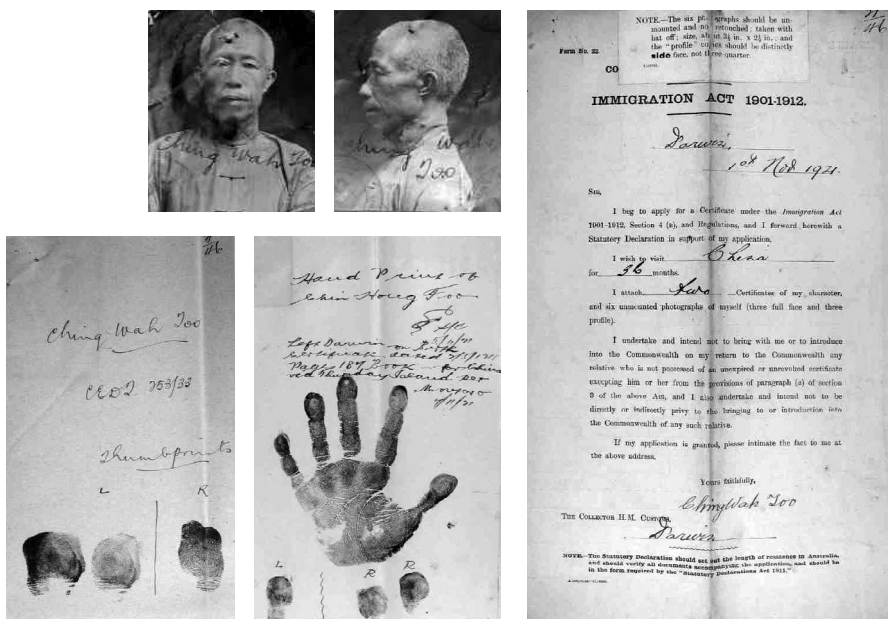 Ching Wah Too
Ching Wah
Too
NOTE.—The six photographs should be un-
mounted and not retouched; taken with
hat off; size, about 3½ in. x 2½ in., and
the "profile" copies should be distinctly
side face, not three-quarter.
Form No. 22.
CO
IMMIGRATION ACT 1901-1912.
Darwin,
1st Nov 1921.
SIR,
I beg to apply for a Certificate under the Immigration Act
1901-1912, Section 4 (B), and Regulations, and I forward herewith a
Statutory Declaration in support of my application.
I wish to visit China
for 36 months.
I attach two Certificates of my character,
and six unmounted photographs of myself (three full face and three
profile).
I undertake and intend not to bring with me or to introduce
into the Commonwealth on my return to the Commonwealth any
relative who is not possessed of an unexpired or unrevoked certificate
excepting him or her from the provisions of paragraph (a) of section
3 of the above Act, and I also undertake and intend not to be
directly or indirectly privy to the bringing to or introduction into
the Commonwealth of any such relative.
If my application is granted, please intimate the fact to me at
the above address.
Yours faithfully,
Ching Wah Too
THE COLLECTOR H.M. CUSTOMS,
Darwin
NOTE.—The Statutory Declaration should set out the length of residence in Australia,
and should verify all documents accompanying the application, and should be
in the form required by the "Statutory Declarations Act 1911."
Ching Wah Too
CEDT 253/33
Thumbprints
L R
Hand Print of
Chin Hong Foo
Left Darwin on
Certificate dated
Page 187 Book
Thursday Island
L R R